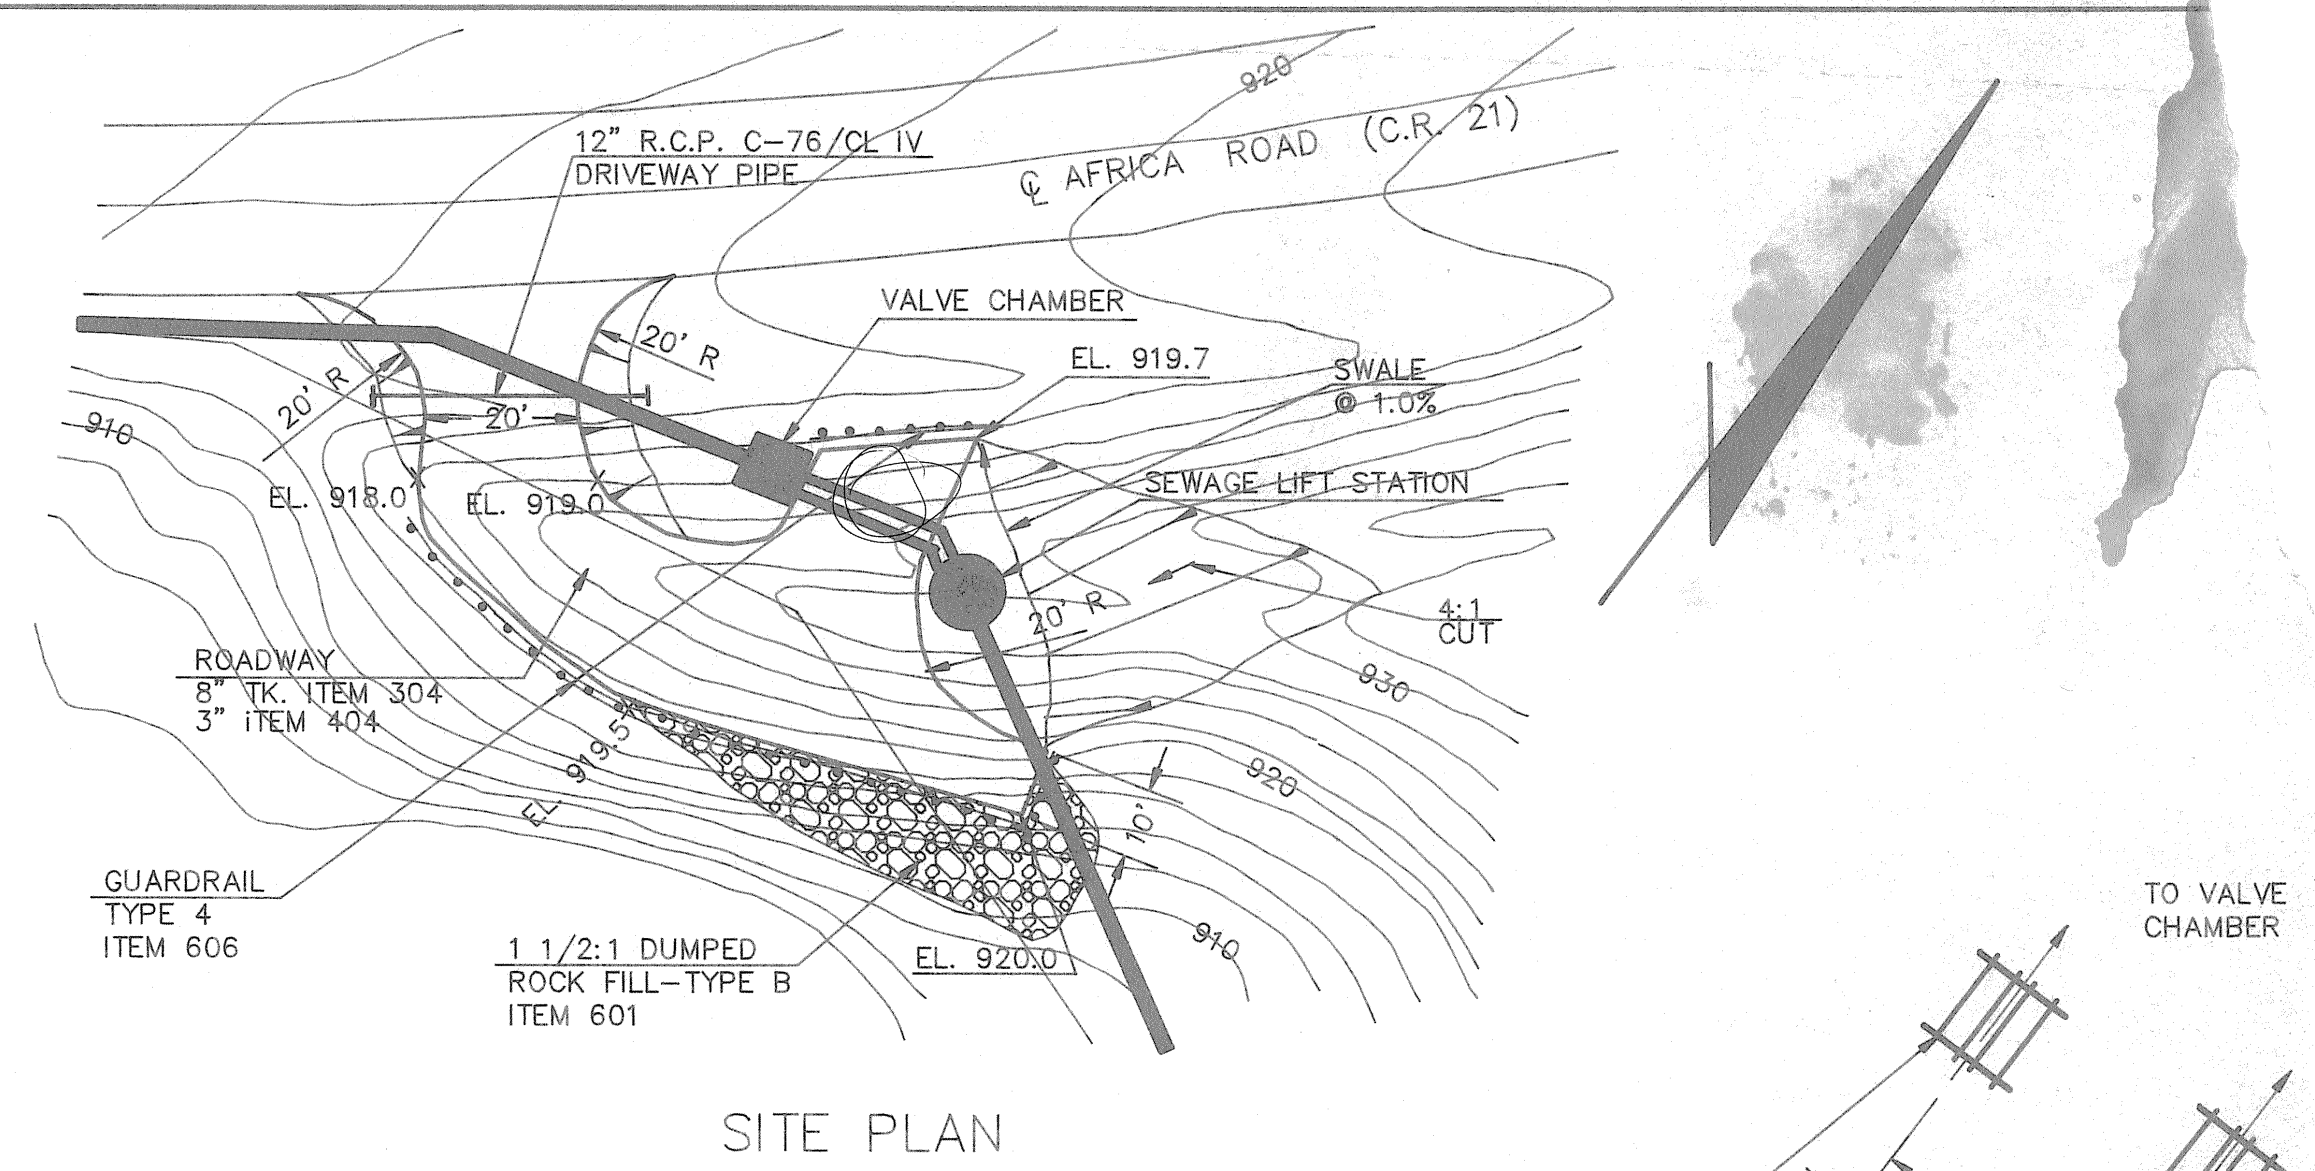 920
℄ AFRICA ROAD (C.R. 21)
12" R.C.P. C-76/CL IV
DRIVEWAY PIPE
VALVE CHAMBER
20' R
EL. 919.7
SWALE
@ 1.0%
20' R
20'
910
EL. 918.0
EL. 919.0
SEWAGE LIFT STATION
20' R
4:1
CUT
ROADWAY
8" TK. ITEM 304
3" ITEM 404
930
EL. 919.5
920
10'
GUARDRAIL
TYPE 4
ITEM 606
1 1/2:1 DUMPED
ROCK FILL-TYPE B
ITEM 601
EL. 920.0
910
TO VALVE
CHAMBER
SITE PLAN